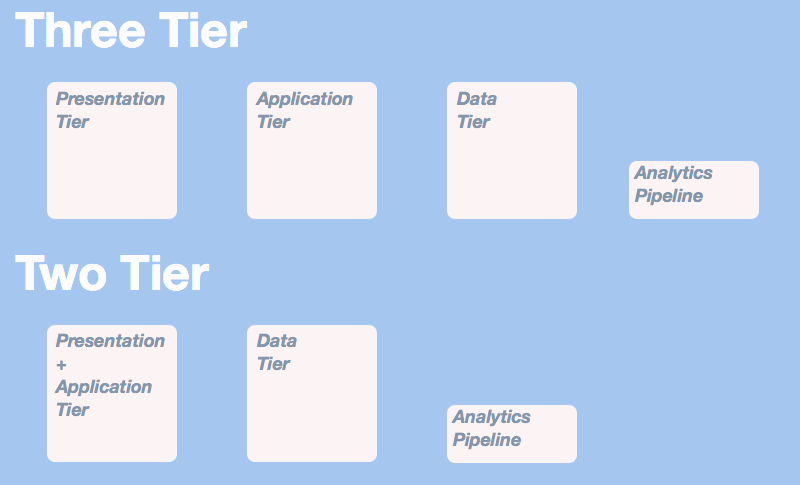 Three Tier
Presentation
Tier
Application
Tier
Data
Tier
Analytics
Pipeline
Two Tier
Presentation
+
Application
Tier
Data
Tier
Analytics
Pipeline